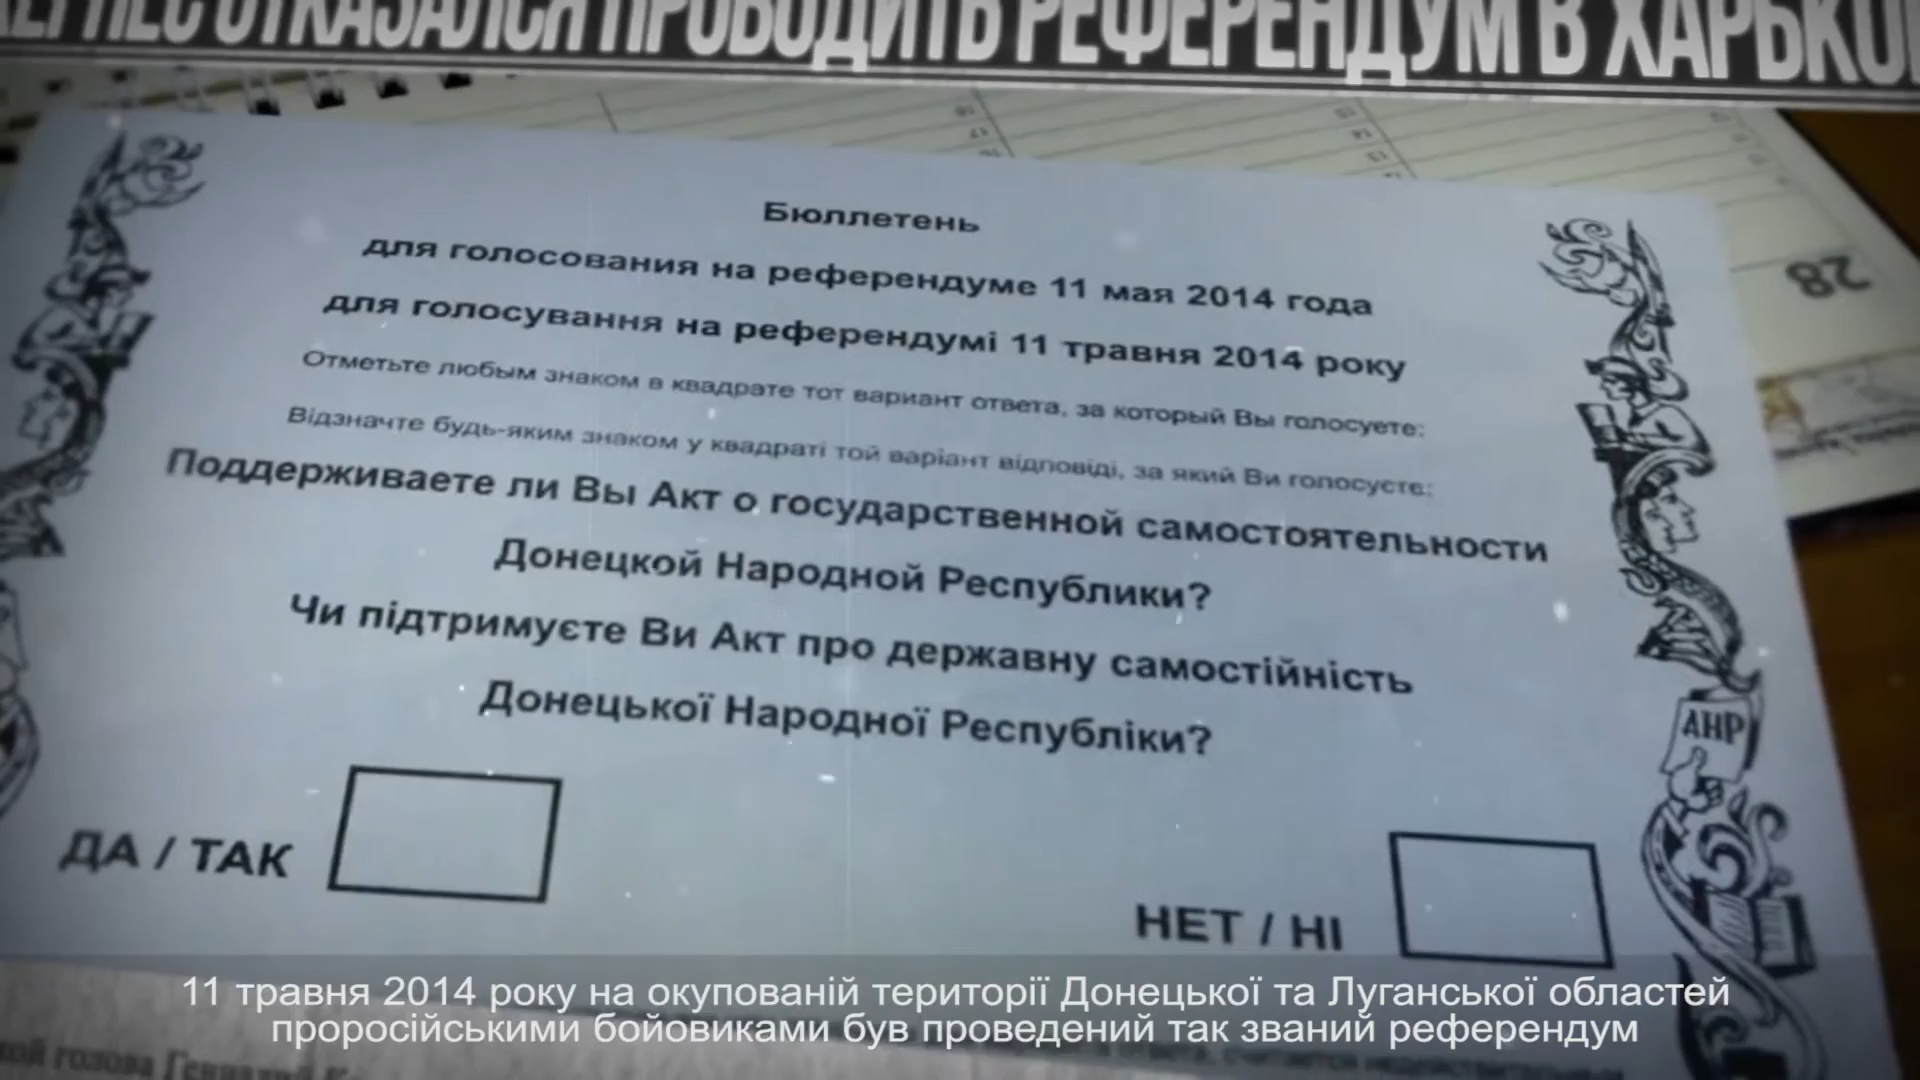 ОТКАЗАЛСЯ ПРОВОДИТЬ РЕФЕРЕНДУМ В
Бюллетень
для голосования на референдуме 11 мая 2014 года
для голосування на референдумі 11 травня 2014 року
Отметьте любым знаком в квадрате тот вариант ответа, за который Вы голосуете:
Відзначте будь-яким знаком у квадраті той варіант відповіді, за який Ви голосуєте:
Поддерживаете ли Вы Акт о государственной самостоятельности
Донецкой Народной Республики?
Чи підтримуєте Ви Акт про державну самостійність
Донецької Народної Республіки?
ДНР
28
ДА / ТАК
НЕТ / НІ
11 травня 2014 року на окупованій території Донецької та Луганської областей
проросійськими бойовиками був проведений так званий референдум
голова